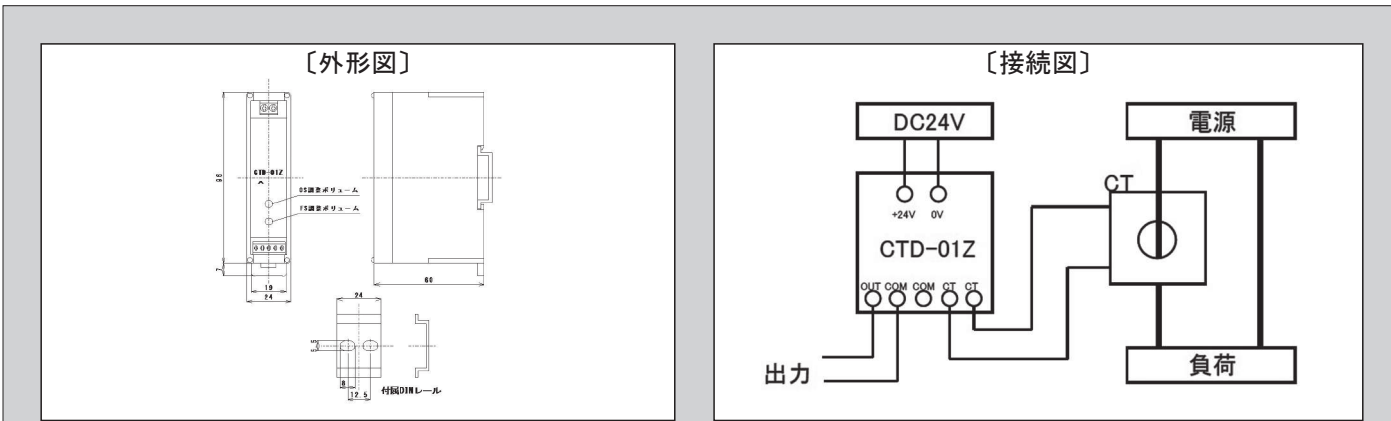 〔外形図〕
CTD-01Z
OS調整ボリューム
FS調整ボリューム
96
7
19
24
60
24
5.5
8
12.5
付属DINレール
〔接続図〕
DC24V
電源
CT
+24V 0V
CTD-01Z
OUT COM COM CT CT
出力
負荷